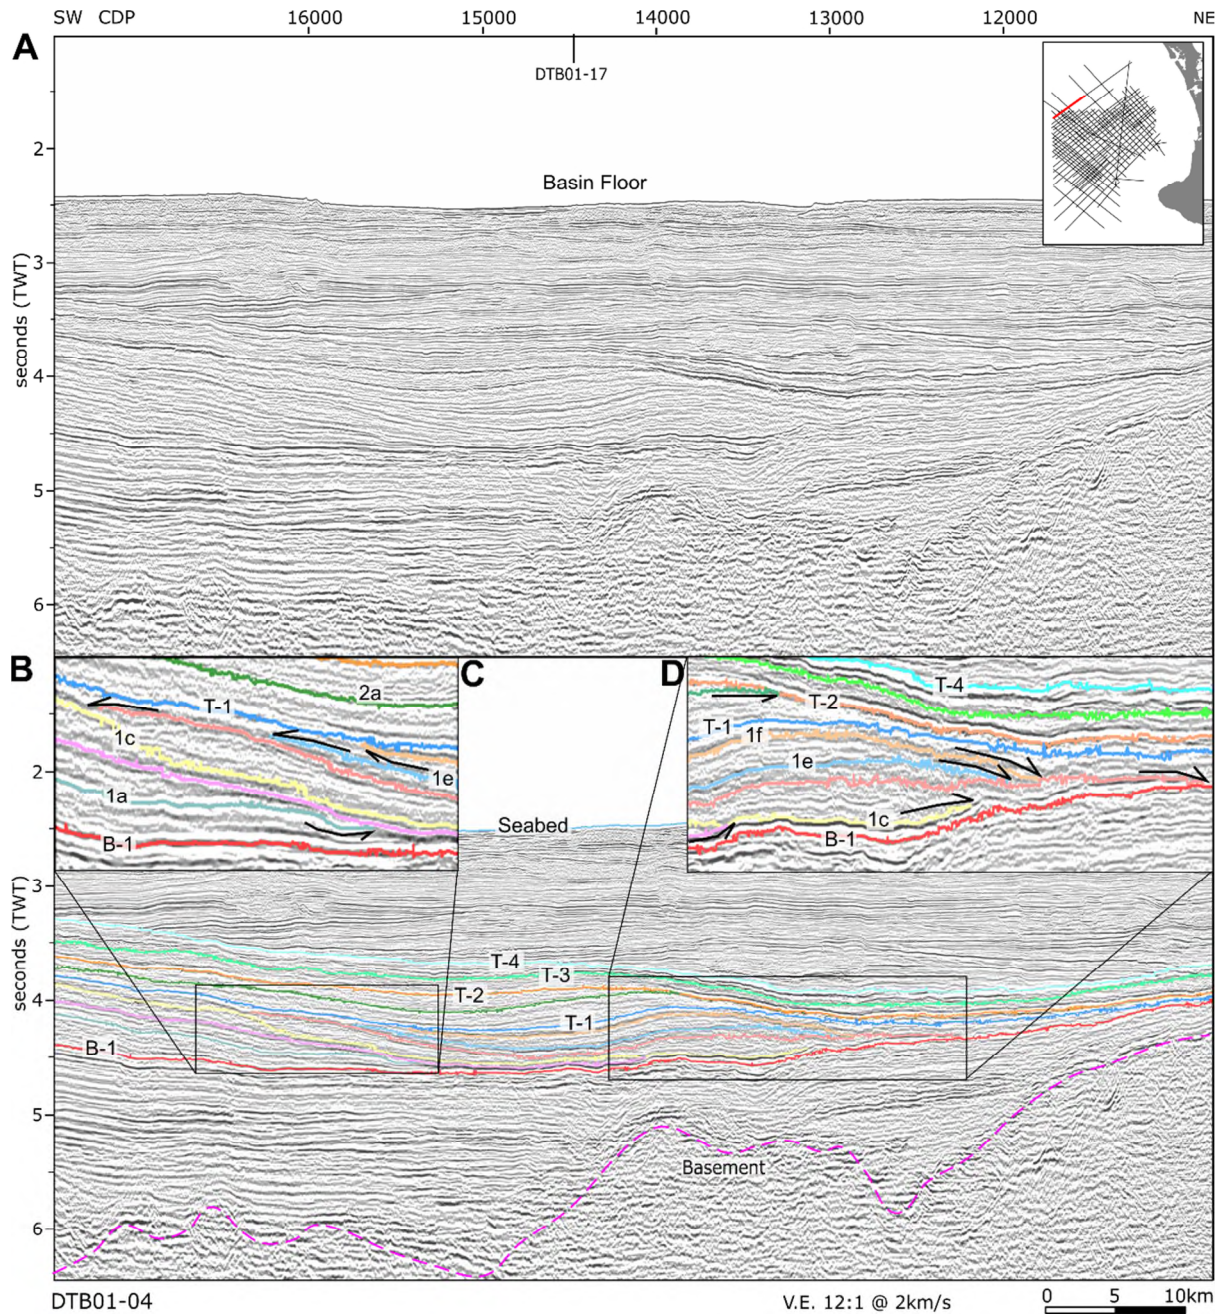 SW CDP 16000 15000 14000 13000 12000 NE
A
DTB01-17
2
Basin Floor
3
seconds (TWT)
4
5
6
B
C
D
2a
T-1
1c
1e
1a
B-1
T-4
T-2
T-1
1f
1e
1c
B-1
2
Seabed
3
seconds (TWT)
T-4
T-3
T-2
4
T-1
B-1
5
Basement
6
DTB01-04
V.E. 12:1 @ 2km/s
0 5 10km